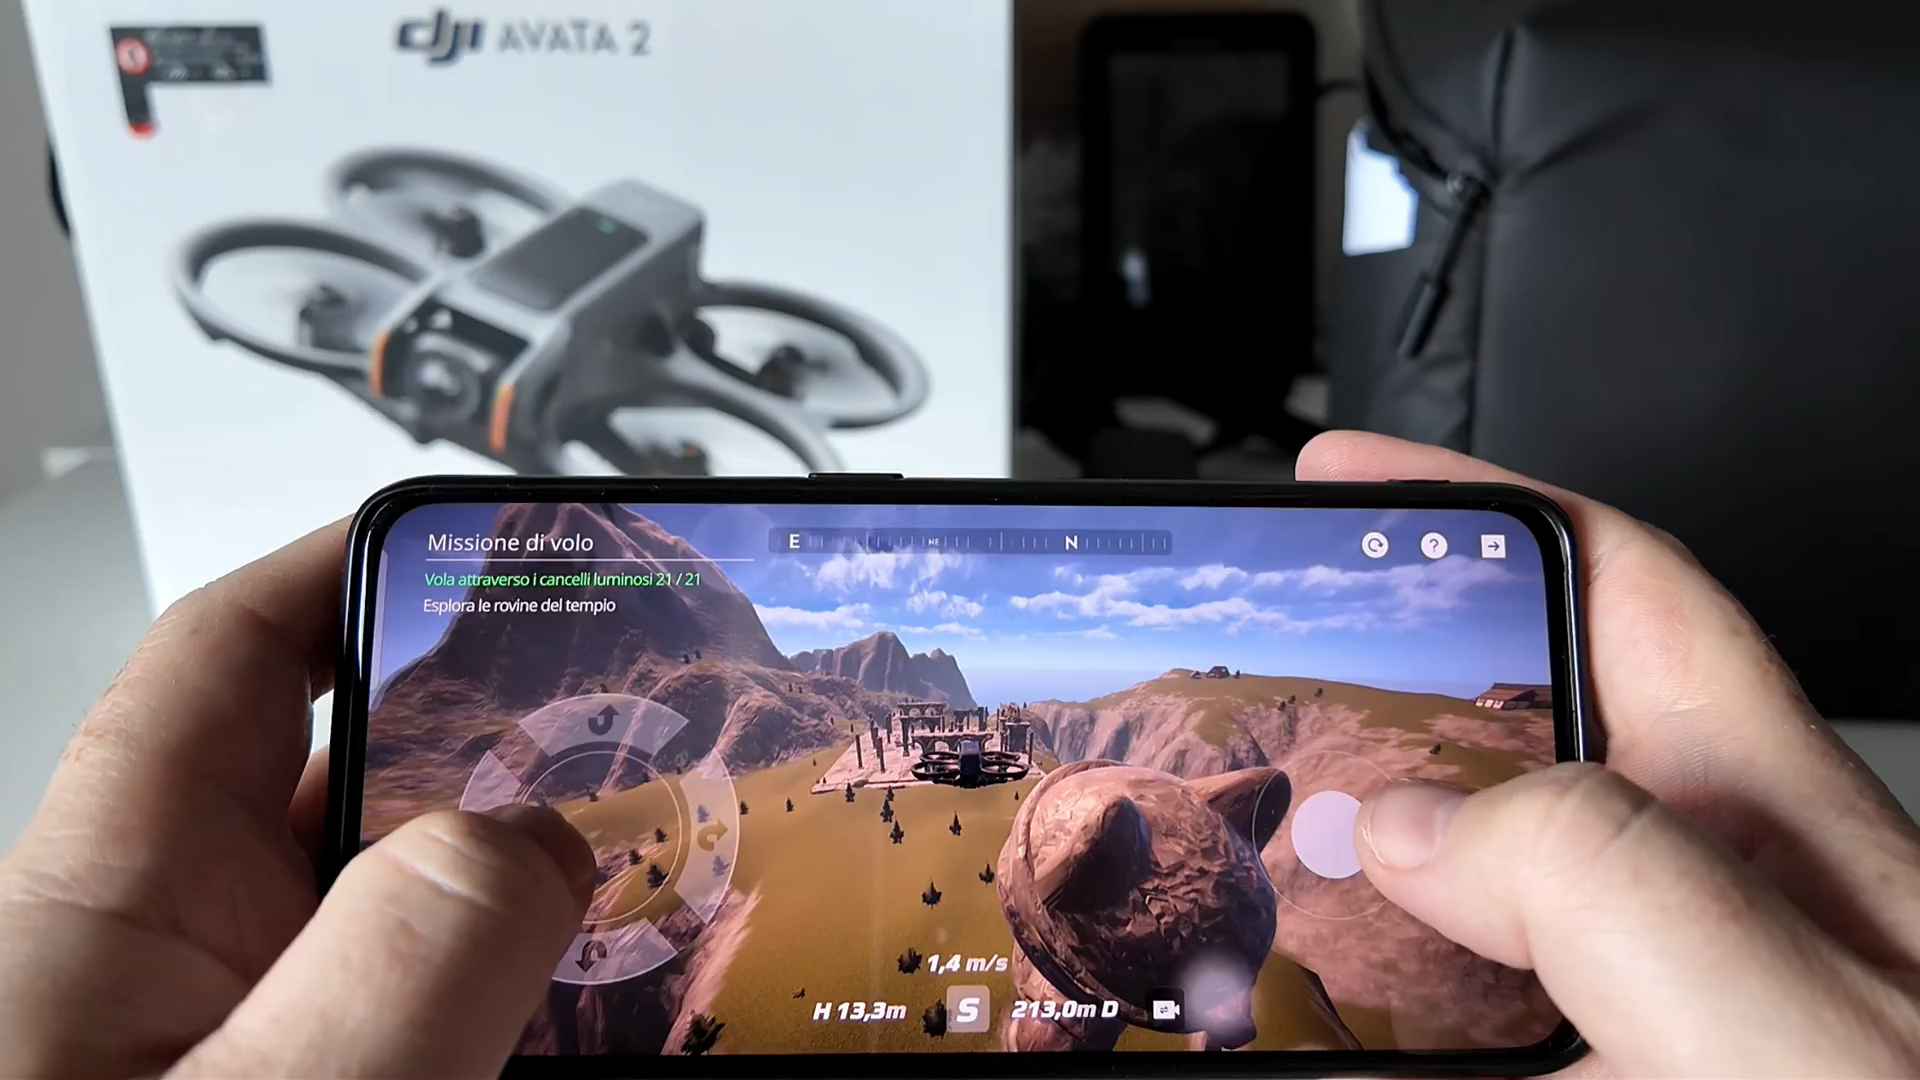 dji AVATA 2
Missione di volo
Vola attraverso i cancelli luminosi 21 / 21
Esplora le rovine del tempio
E NE N
?
1,4 m/s
H 13,3m S 213,0m D